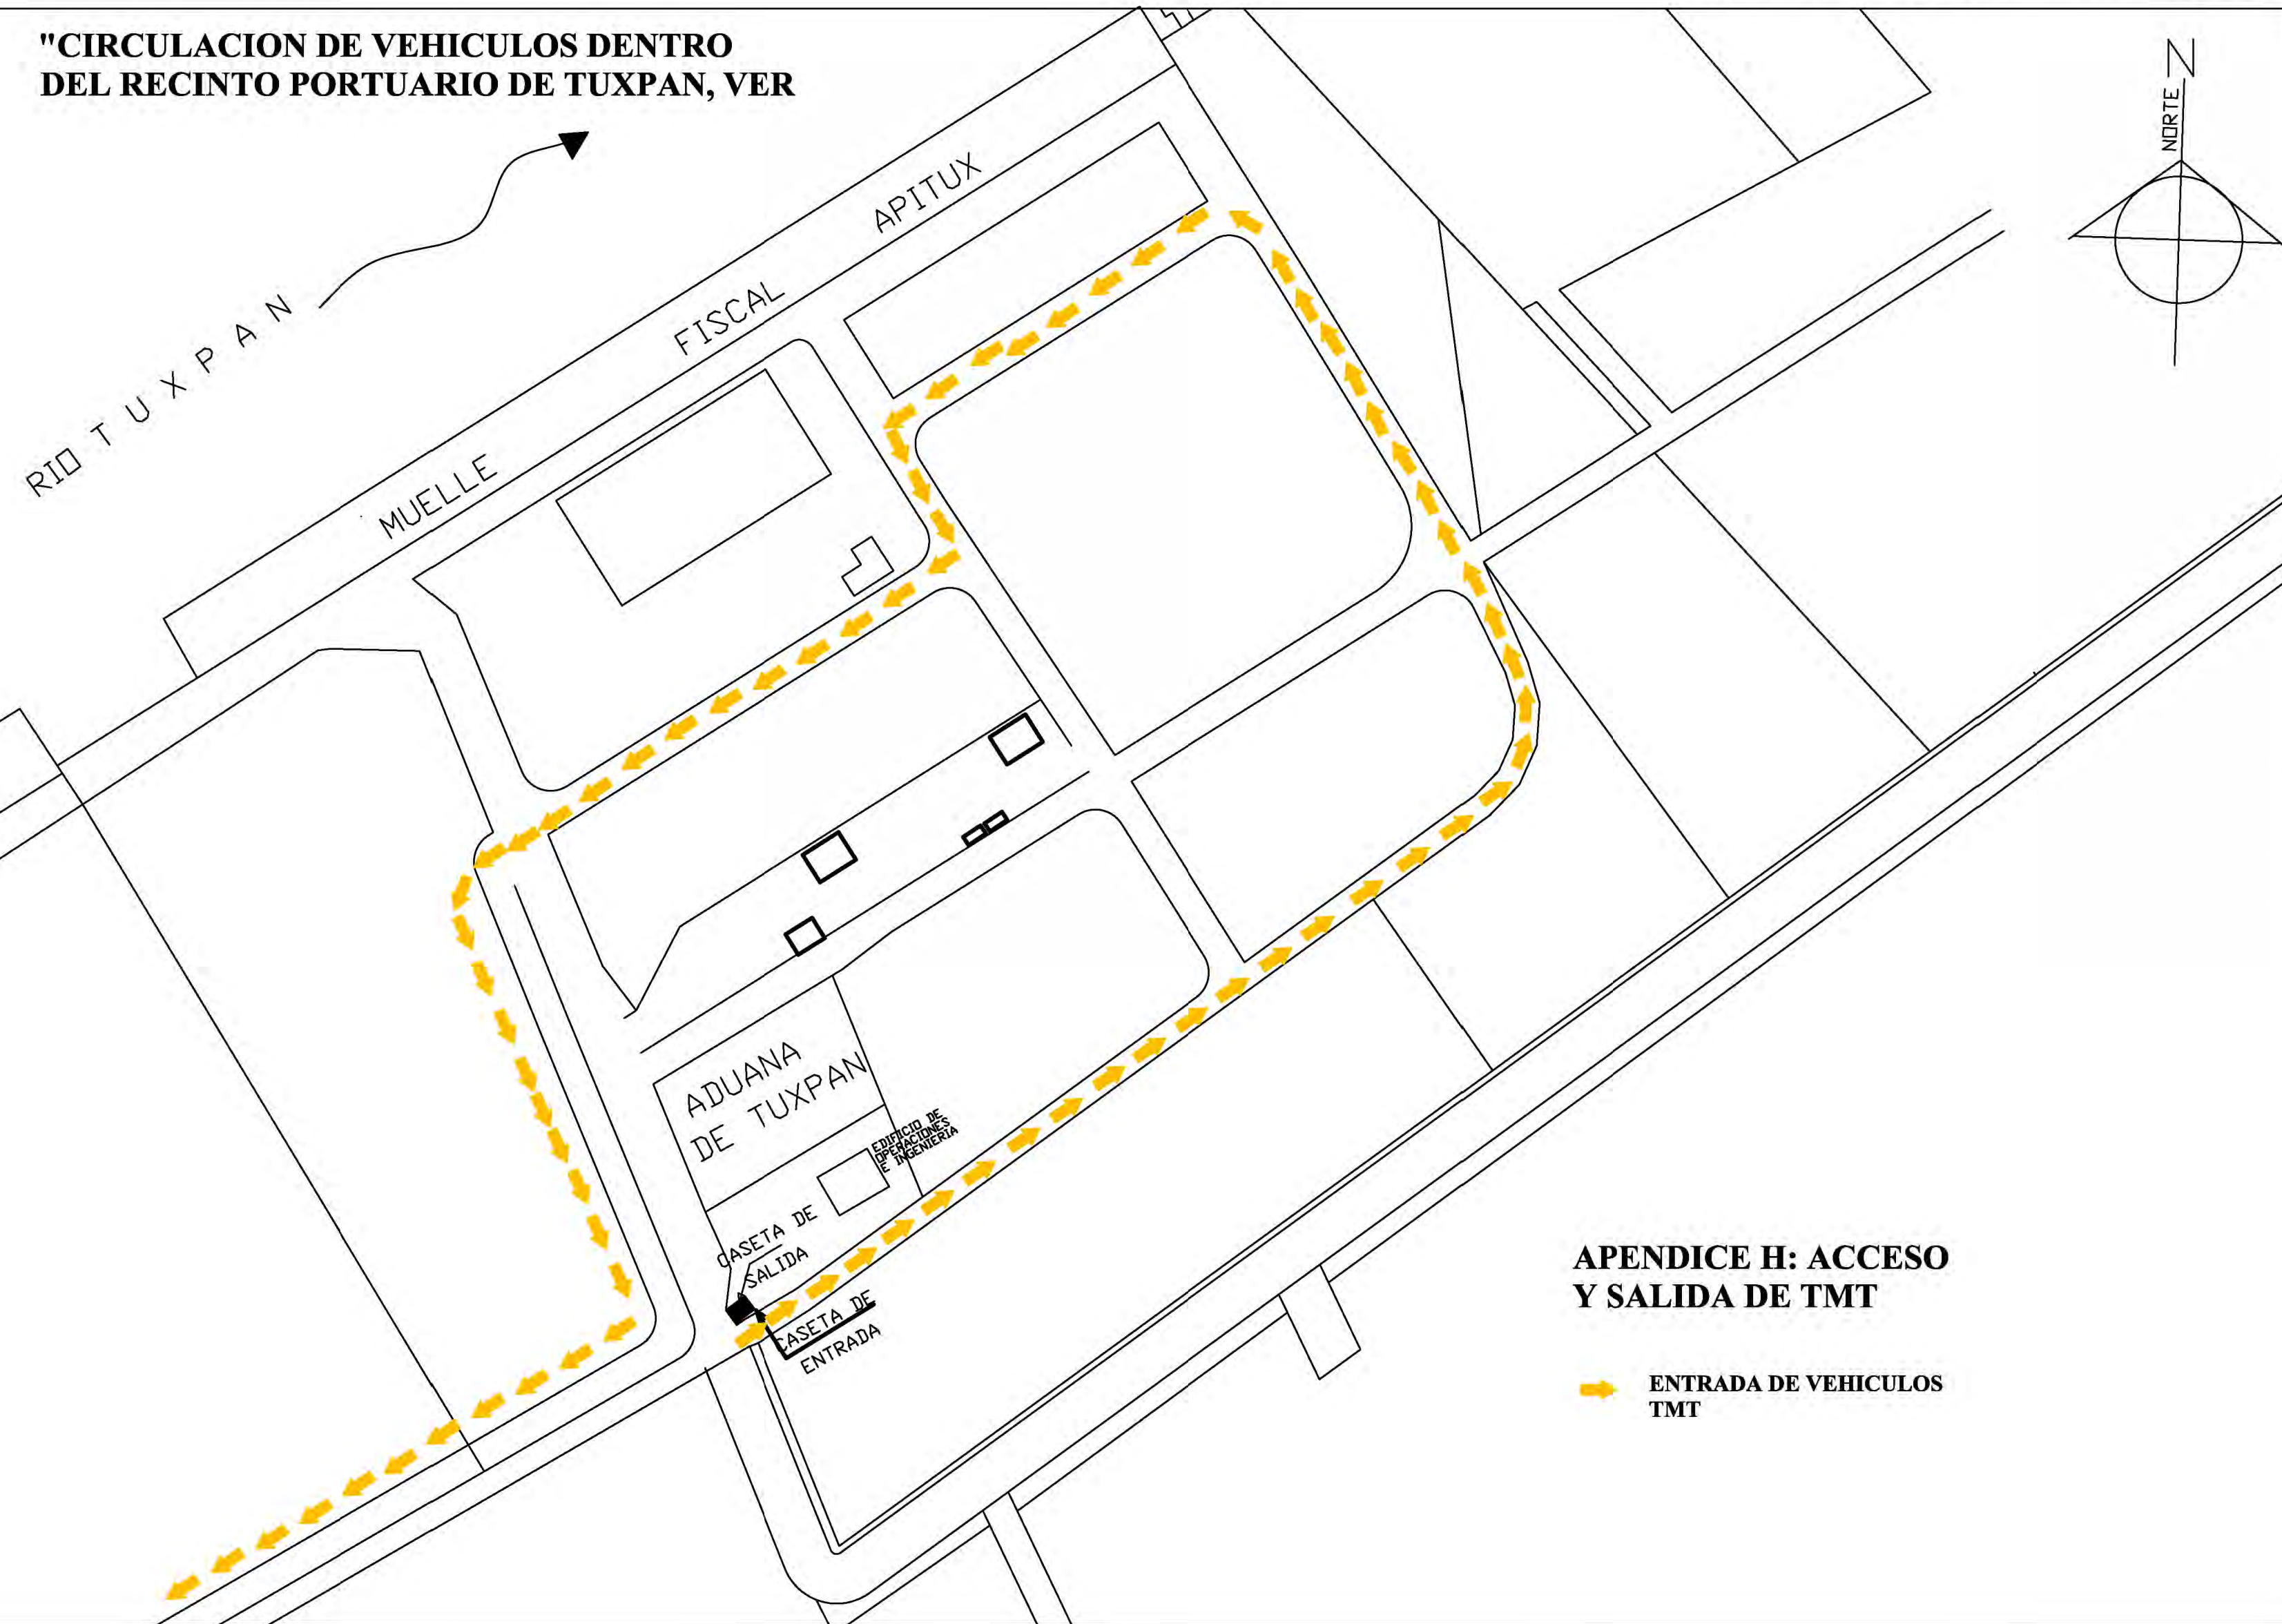 "CIRCULACION DE VEHICULOS DENTRO
DEL RECINTO PORTUARIO DE TUXPAN, VER
N
NORTE
RIO TUXPAN
MUELLE FISCAL APITUX
ADUANA
DE TUXPAN
EDIFICIO DE
OPERACIONES
E INGENIERIA
CASETA DE
SALIDA
CASETA DE
ENTRADA
APENDICE H: ACCESO
Y SALIDA DE TMT
ENTRADA DE VEHICULOS
TMT